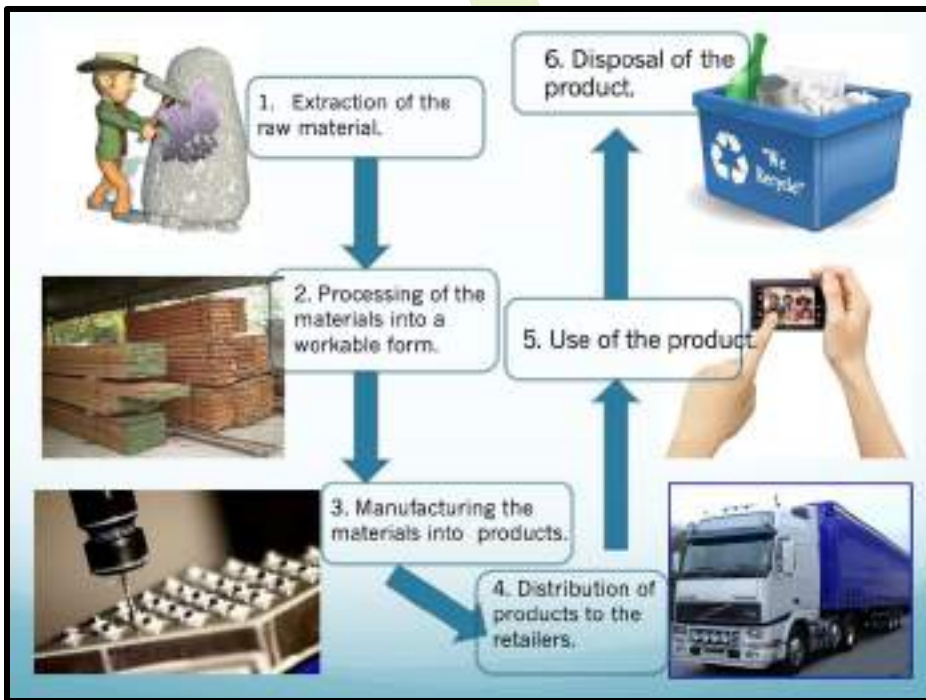 1. Extraction of the
raw material.
2. Processing of the
materials into a
workable form.
3. Manufacturing the
materials into products.
4. Distribution of
products to the
retailers.
5. Use of the product.
6. Disposal of the
product.
"We
Recycle"